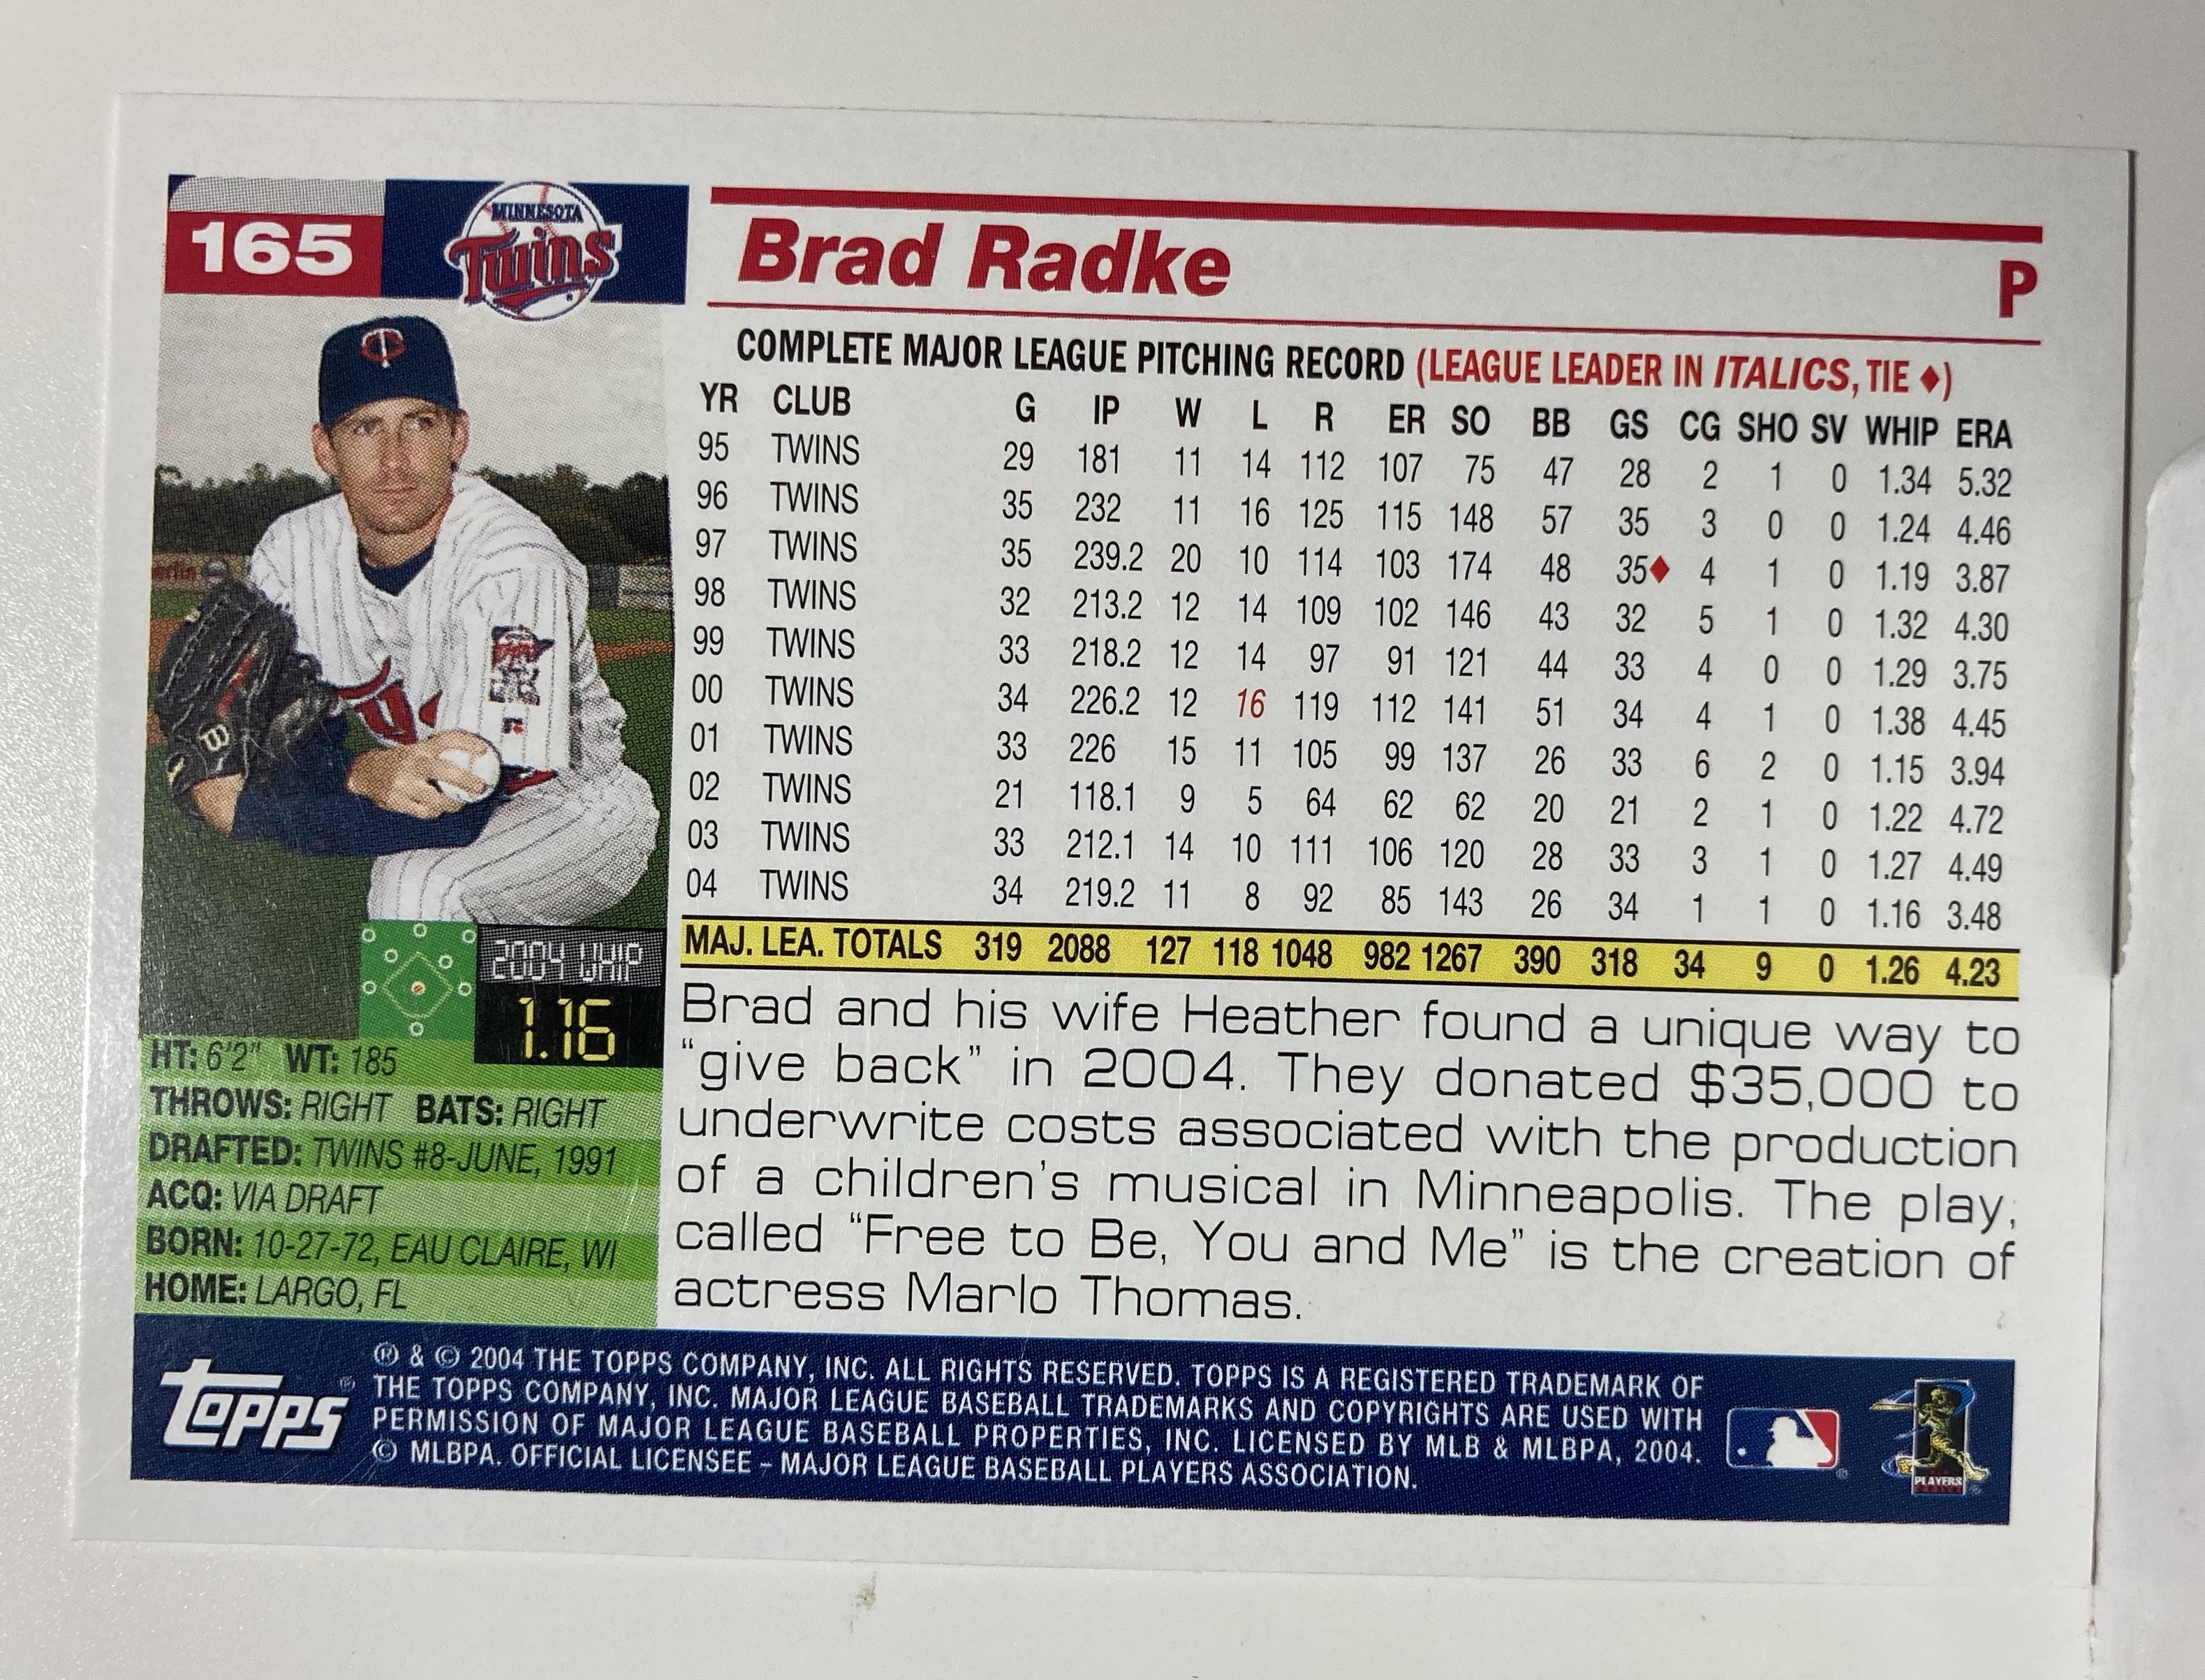 165
MINNESOTA
Twins
Brad Radke
P
COMPLETE MAJOR LEAGUE PITCHING RECORD (LEAGUE LEADER IN ITALICS, TIE ♦)
YR CLUB G IP W L R ER SO BB GS CG SHO SV WHIP ERA
95 TWINS 29 181 11 14 112 107 75 47 28 2 1 0 1.34 5.32
96 TWINS 35 232 11 16 125 115 148 57 35 3 0 0 1.24 4.46
97 TWINS 35 239.2 20 10 114 103 174 48 35♦ 4 1 0 1.19 3.87
98 TWINS 32 213.2 12 14 109 102 146 43 32 5 1 0 1.32 4.30
99 TWINS 33 218.2 12 14 97 91 121 44 33 4 0 0 1.29 3.75
00 TWINS 34 226.2 12 16 119 112 141 51 34 4 1 0 1.38 4.45
01 TWINS 33 226 15 11 105 99 137 26 33 6 2 0 1.15 3.94
02 TWINS 21 118.1 9 5 64 62 62 20 21 2 1 0 1.22 4.72
03 TWINS 33 212.1 14 10 111 106 120 28 33 3 1 0 1.27 4.49
04 TWINS 34 219.2 11 8 92 85 143 26 34 1 1 0 1.16 3.48
MAJ. LEA. TOTALS 319 2088 127 118 1048 982 1267 390 318 34 9 0 1.26 4.23
2004 WHIP
1.16
HT: 6'2" WT: 185
THROWS: RIGHT BATS: RIGHT
DRAFTED: TWINS #8-JUNE, 1991
ACQ: VIA DRAFT
BORN: 10-27-72, EAU CLAIRE, WI
HOME: LARGO, FL
Brad and his wife Heather found a unique way to
“give back” in 2004. They donated $35,000 to
underwrite costs associated with the production
of a children's musical in Minneapolis. The play,
called “Free to Be, You and Me” is the creation of
actress Marlo Thomas.
topps®
® & © 2004 THE TOPPS COMPANY, INC. ALL RIGHTS RESERVED. TOPPS IS A REGISTERED TRADEMARK OF
THE TOPPS COMPANY, INC. MAJOR LEAGUE BASEBALL TRADEMARKS AND COPYRIGHTS ARE USED WITH
PERMISSION OF MAJOR LEAGUE BASEBALL PROPERTIES, INC. LICENSED BY MLB & MLBPA, 2004.
© MLBPA. OFFICIAL LICENSEE – MAJOR LEAGUE BASEBALL PLAYERS ASSOCIATION.
PLAYERS
CHOICE